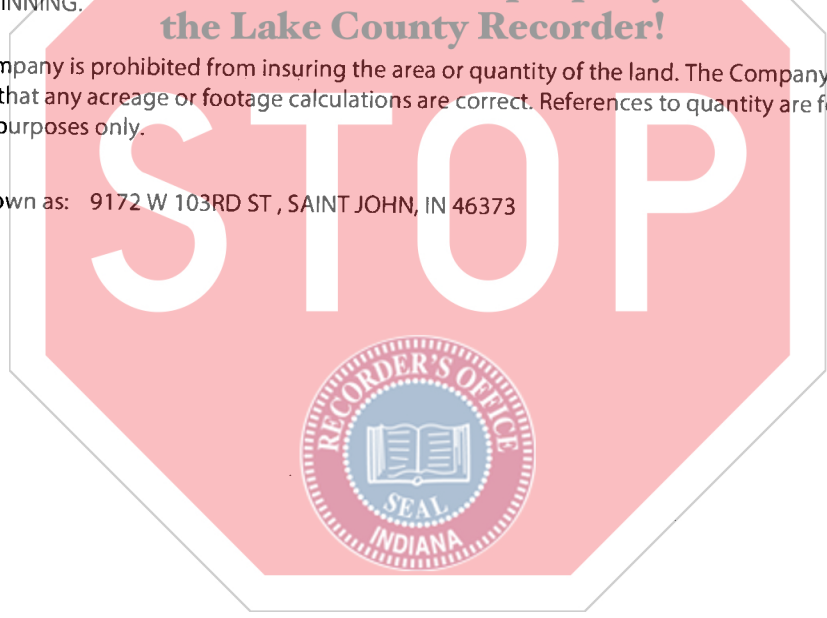 INNING.
the Lake County Recorder!
mpany is prohibited from insuring the area or quantity of the land. The Company
that any acreage or footage calculations are correct. References to quantity are f
purposes only.
own as: 9172 W 103RD ST , SAINT JOHN, IN 46373
STOP
RECORDER'S OFFICE
SEAL
INDIANA